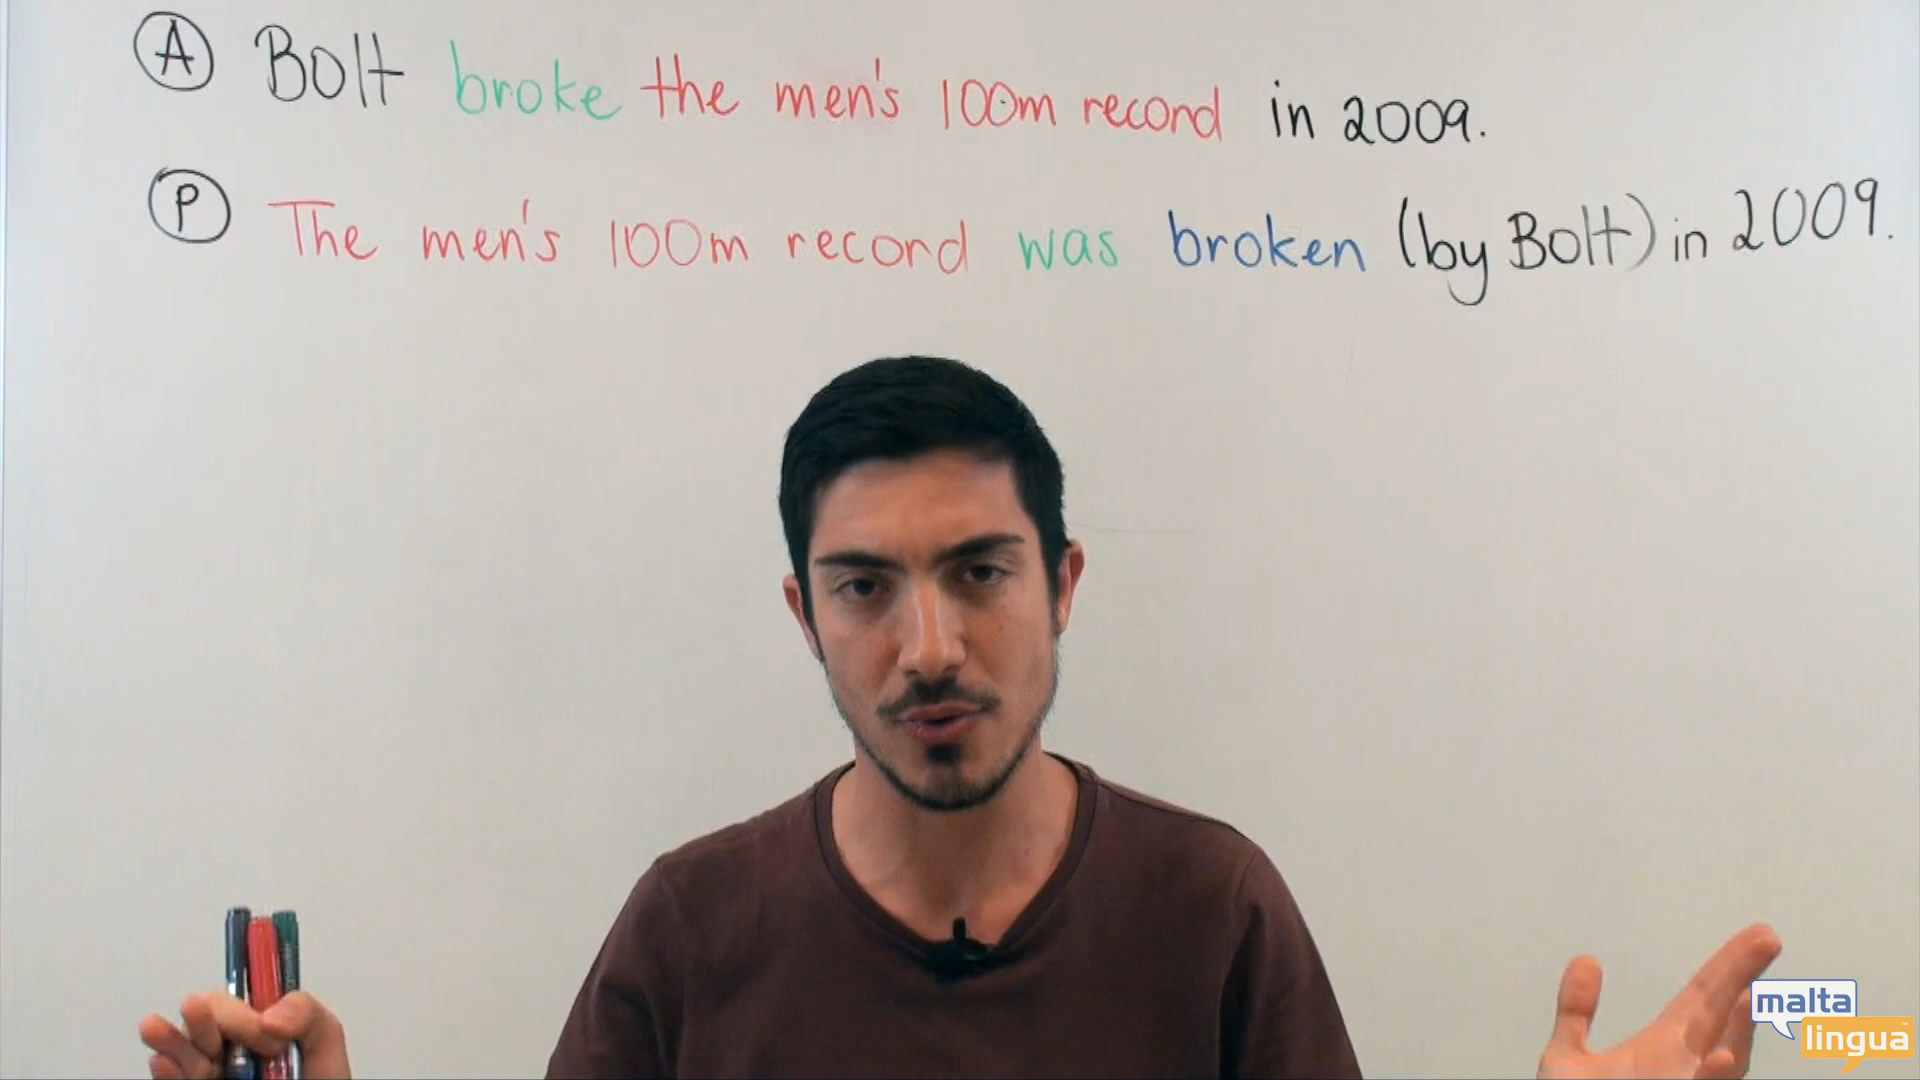 A Bolt broke the men's 100m record in 2009.
P The men's 100m record was broken (by Bolt) in 2009.
malta
lingua